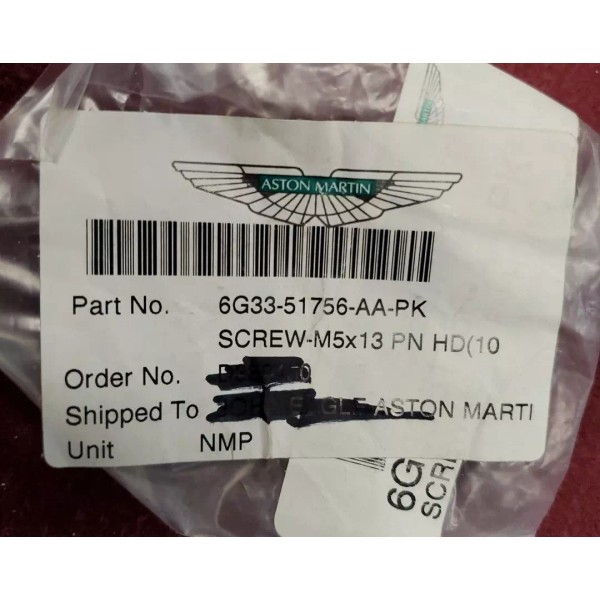 ASTON MARTIN
Part No. 6G33-51756-AA-PK
SCREW-M5x13 PN HD(10
Order No.
Shipped To EAGLE ASTON MARTI
Unit NMP
6G
SCR